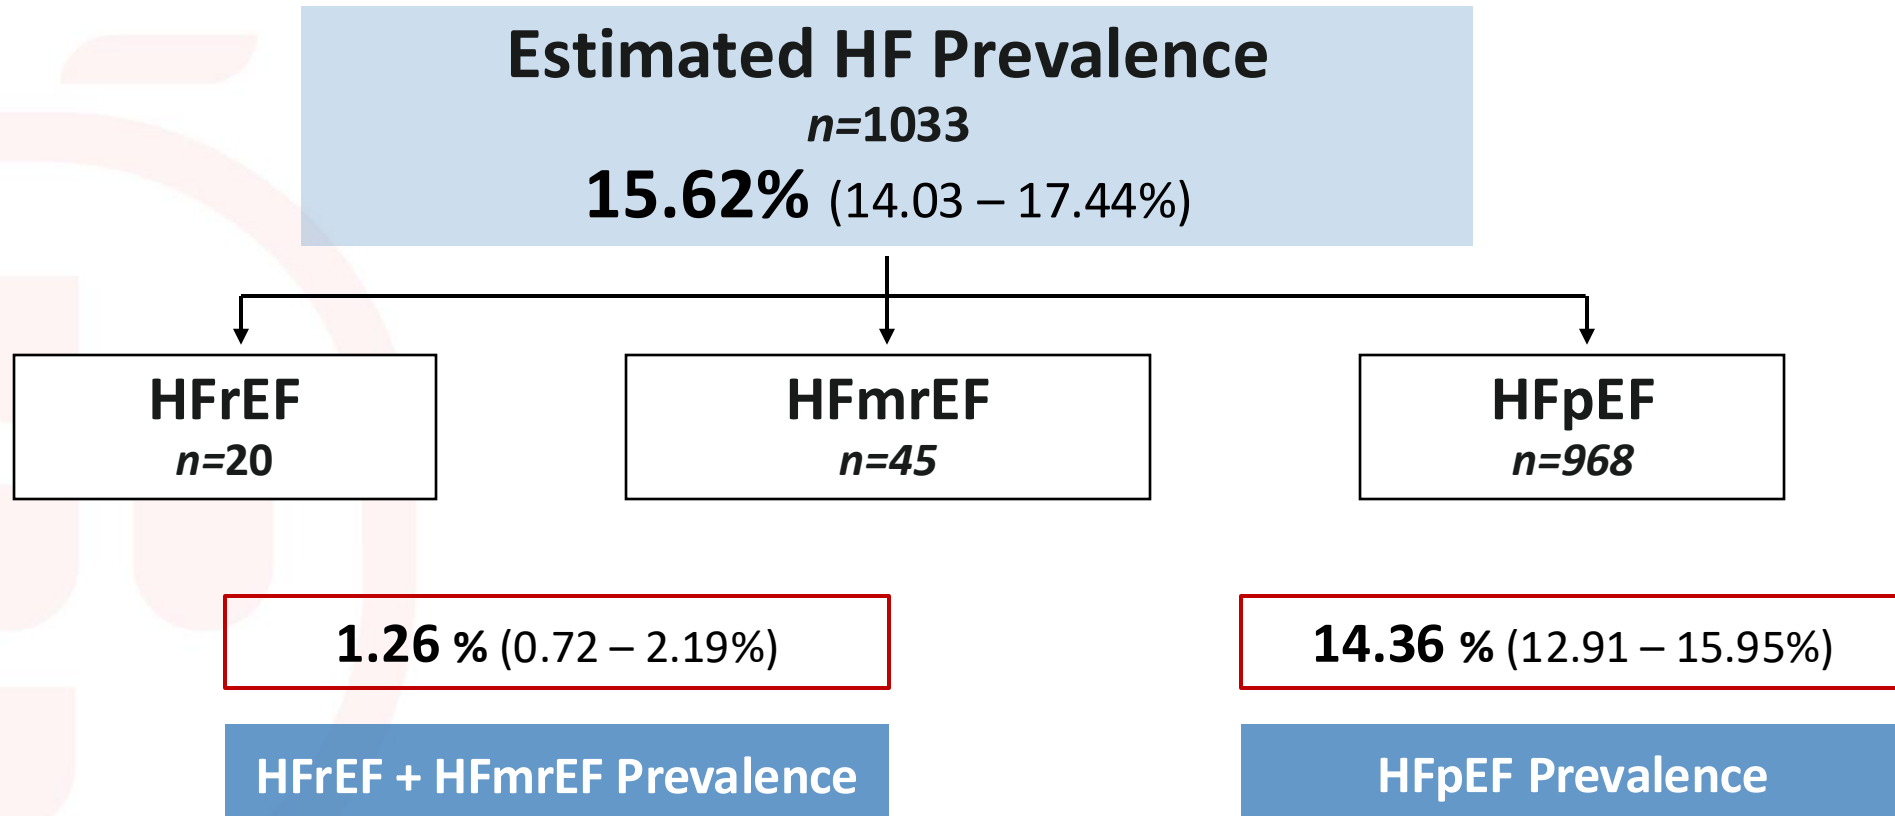 Estimated HF Prevalence
n=1033
15.62% (14.03 – 17.44%)
HFrEF
n=20
HFmrEF
n=45
HFpEF
n=968
1.26 % (0.72 – 2.19%)
14.36 % (12.91 – 15.95%)
HFrEF + HFmrEF Prevalence
HFpEF Prevalence